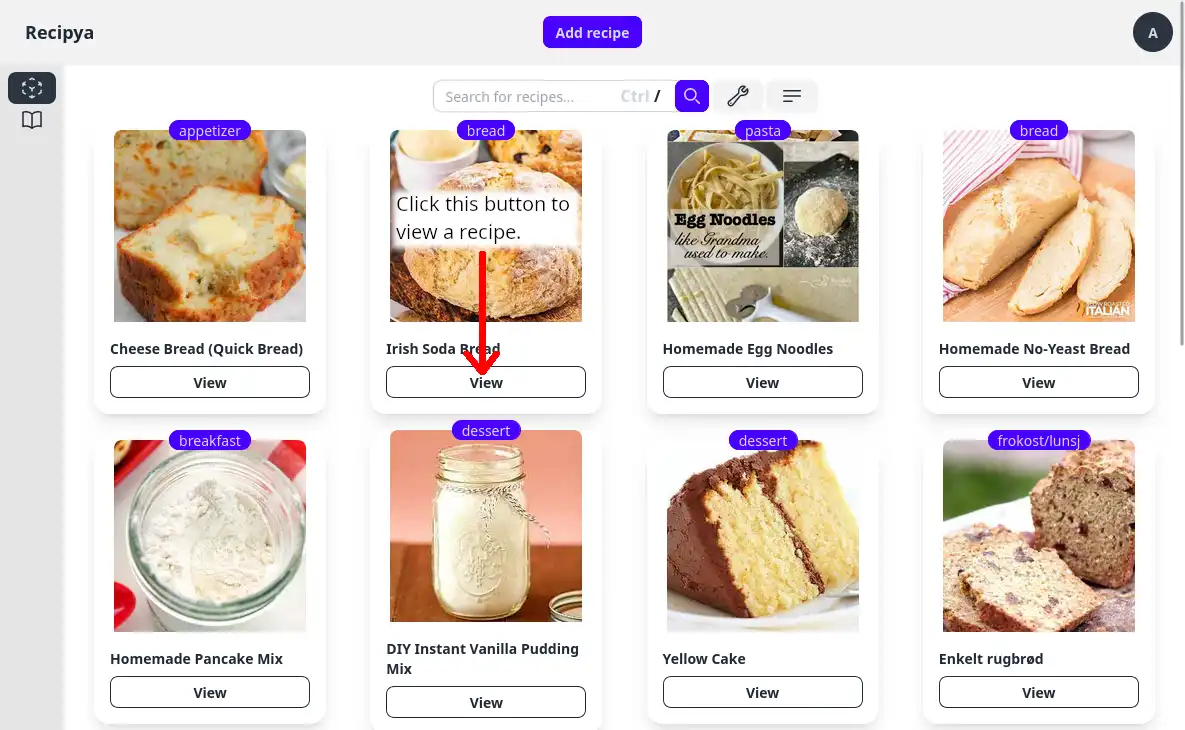 Recipya
Add recipe
A
Search for recipes...
Ctrl /
appetizer
bread
pasta
bread
Click this button to
view a recipe.
Egg Noodles
like Grandma
used to make.
ITALIAN
Cheese Bread (Quick Bread)
Irish Soda Bread
Homemade Egg Noodles
Homemade No-Yeast Bread
View
View
View
View
breakfast
dessert
dessert
frokost/lunsj
Homemade Pancake Mix
DIY Instant Vanilla Pudding
Mix
Yellow Cake
Enkelt rugbrød
View
View
View
View